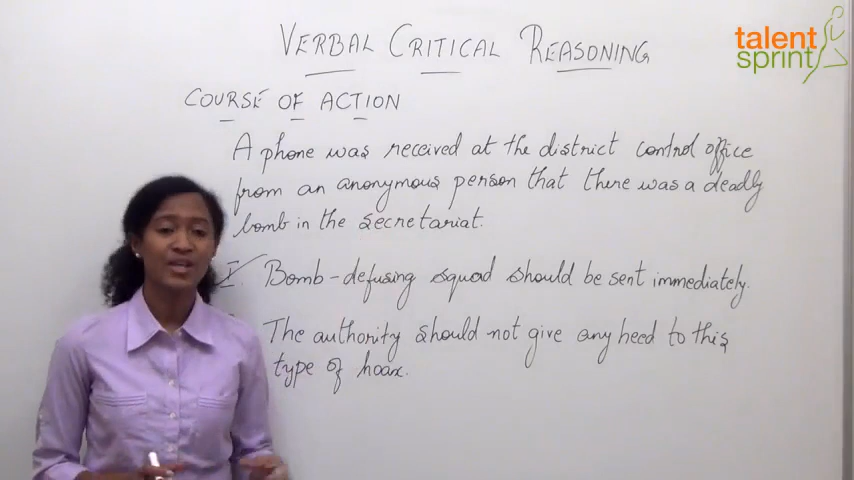 VERBAL CRITICAL REASONING
talent
sprint
COURSE OF ACTION
A phone was received at the district control office
from an anonymous person that there was a deadly
bomb in the secretariat.
I. Bomb-defusing squad should be sent immediately.
The authority should not give any heed to this
type of hoax.